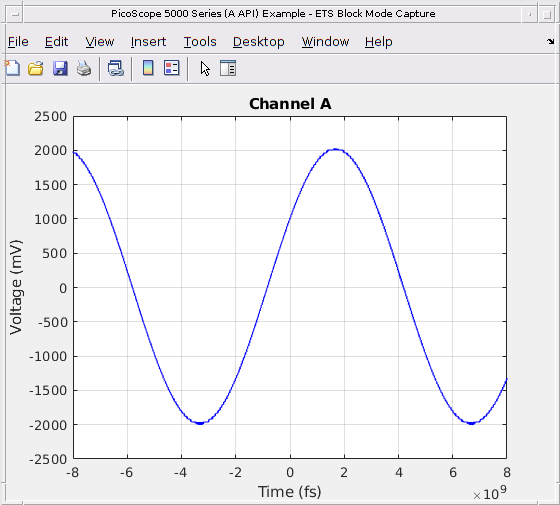 PicoScope 5000 Series (A API) Example - ETS Block Mode Capture
File Edit View Insert Tools Desktop Window Help
Channel A
2500
2000
1500
1000
500
0
-500
-1000
-1500
-2000
-2500
Voltage (mV)
-8 -6 -4 -2 0 2 4 6 8
Time (fs)
×10⁹